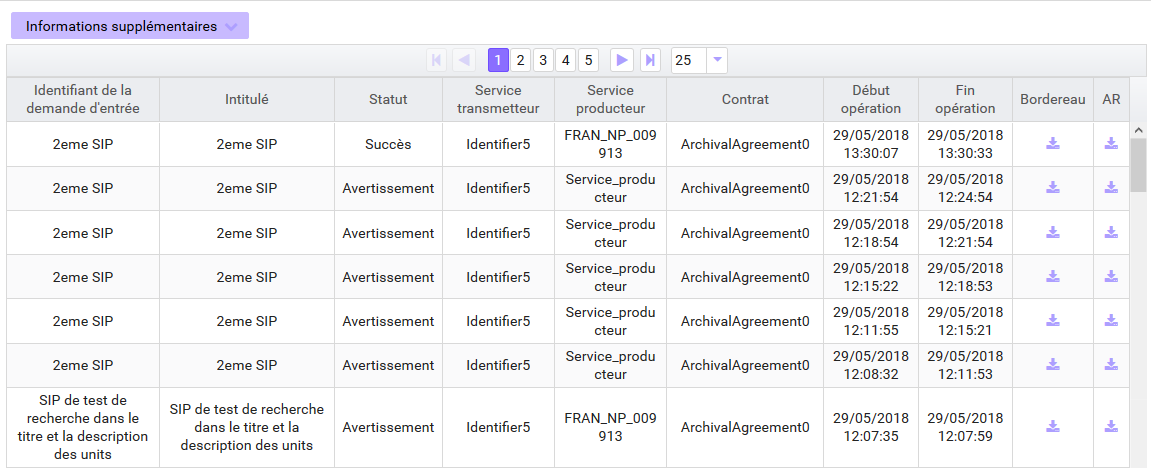 Informations supplémentaires
1 2 3 4 5 25
Identifiant de la demande d'entrée Intitulé Statut Service transmetteur Service producteur Contrat Début opération Fin opération Bordereau AR
2eme SIP 2eme SIP Succès Identifier5 FRAN_NP_009913 ArchivalAgreement0 29/05/2018 13:30:07 29/05/2018 13:30:33
2eme SIP 2eme SIP Avertissement Identifier5 Service_producteur ArchivalAgreement0 29/05/2018 12:21:54 29/05/2018 12:24:54
2eme SIP 2eme SIP Avertissement Identifier5 Service_producteur ArchivalAgreement0 29/05/2018 12:18:54 29/05/2018 12:21:54
2eme SIP 2eme SIP Avertissement Identifier5 Service_producteur ArchivalAgreement0 29/05/2018 12:15:22 29/05/2018 12:18:53
2eme SIP 2eme SIP Avertissement Identifier5 Service_producteur ArchivalAgreement0 29/05/2018 12:11:55 29/05/2018 12:15:21
2eme SIP 2eme SIP Avertissement Identifier5 Service_producteur ArchivalAgreement0 29/05/2018 12:08:32 29/05/2018 12:11:53
SIP de test de recherche dans le titre et la description des units SIP de test de recherche dans le titre et la description des units Avertissement Identifier5 FRAN_NP_009913 ArchivalAgreement0 29/05/2018 12:07:35 29/05/2018 12:07:59